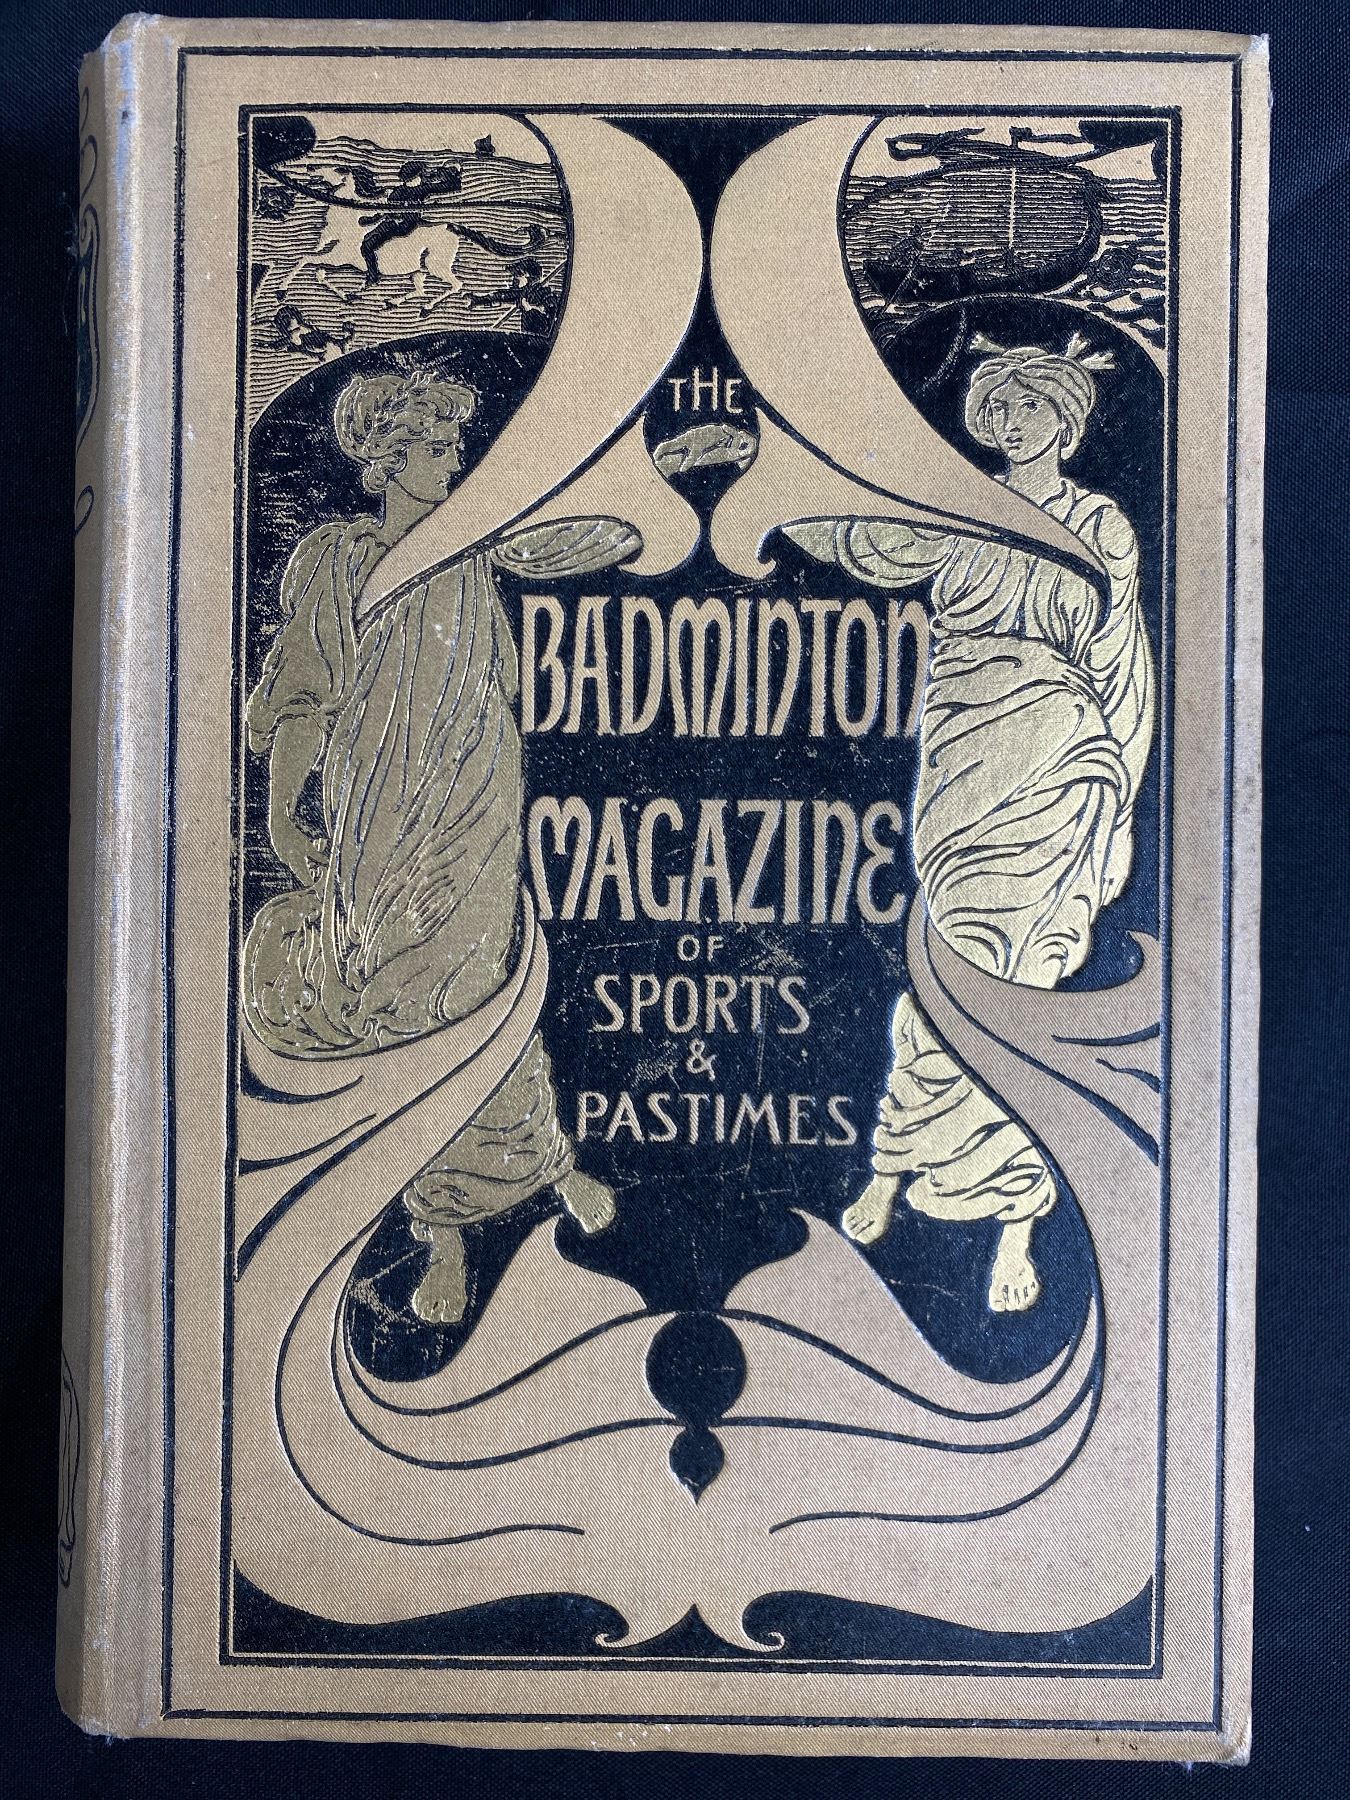 THE
BADMINTON
MAGAZINE
OF
SPORTS
&
PASTIMES